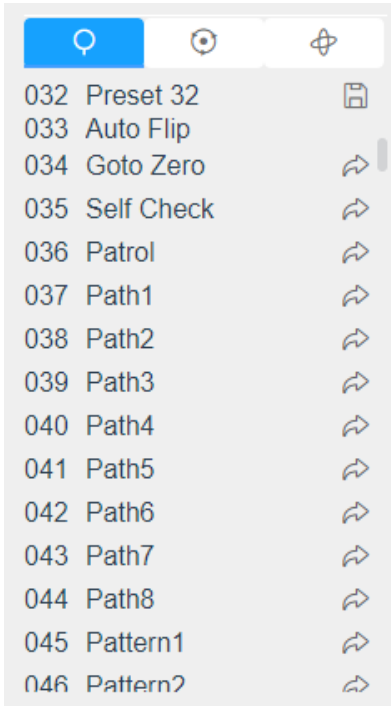 032 Preset 32
033 Auto Flip
034 Goto Zero
035 Self Check
036 Patrol
037 Path1
038 Path2
039 Path3
040 Path4
041 Path5
042 Path6
043 Path7
044 Path8
045 Pattern1
046 Pattern2